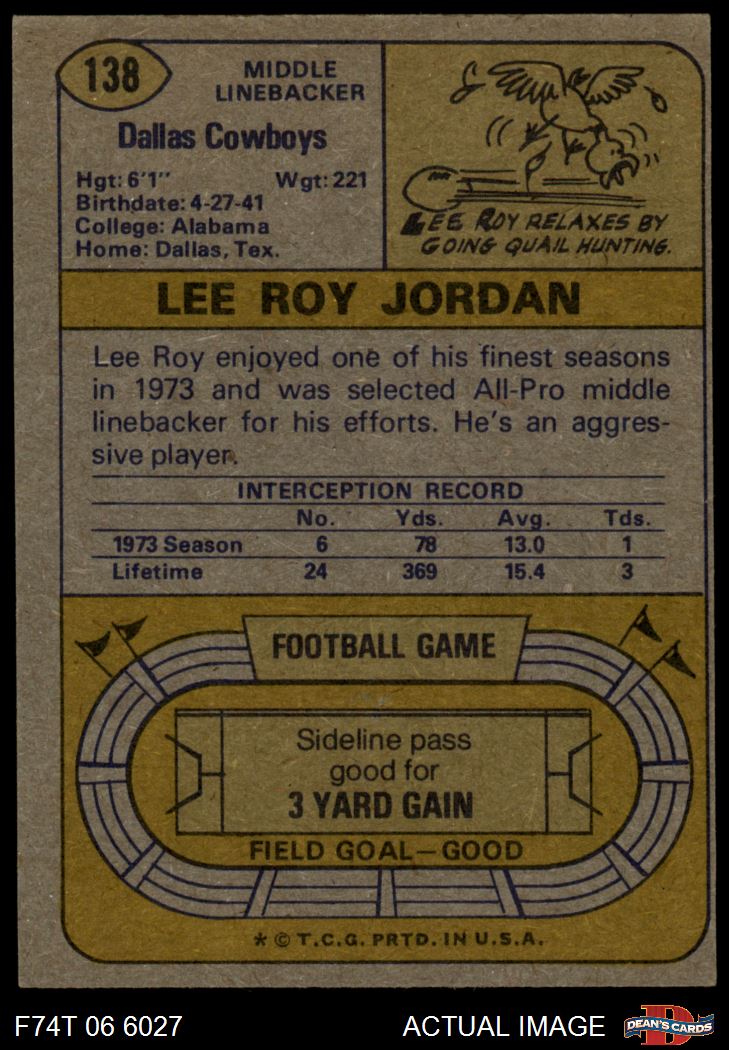 138
MIDDLE
LINEBACKER
Dallas Cowboys
Hgt: 6'1" Wgt: 221
Birthdate: 4-27-41
College: Alabama
Home: Dallas, Tex.
LEE ROY RELAXES BY
GOING QUAIL HUNTING.
LEE ROY JORDAN
Lee Roy enjoyed one of his finest seasons
in 1973 and was selected All-Pro middle
linebacker for his efforts. He's an aggres-
sive player.
INTERCEPTION RECORD
No. Yds. Avg. Tds.
1973 Season 6 78 13.0 1
Lifetime 24 369 15.4 3
FOOTBALL GAME
Sideline pass
good for
3 YARD GAIN
FIELD GOAL—GOOD
* © T.C.G. PRTD. IN U.S.A.
F74T 06 6027 ACTUAL IMAGE D DEAN'S CARDS